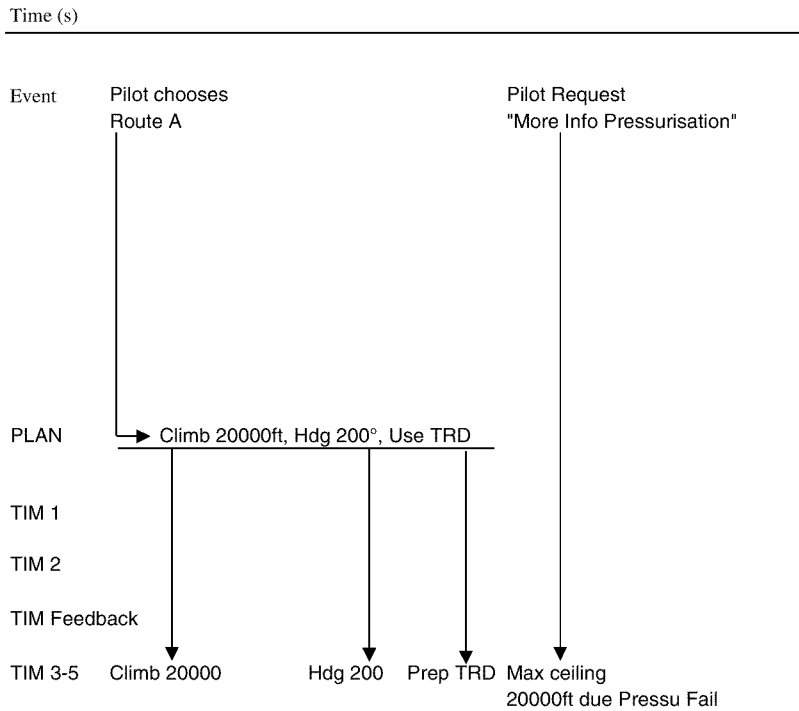 Time (s)
Event Pilot chooses Pilot Request
Route A "More Info Pressurisation"
PLAN Climb 20000ft, Hdg 200°, Use TRD
TIM 1
TIM 2
TIM Feedback
TIM 3-5 Climb 20000 Hdg 200 Prep TRD Max ceiling
20000ft due Pressu Fail